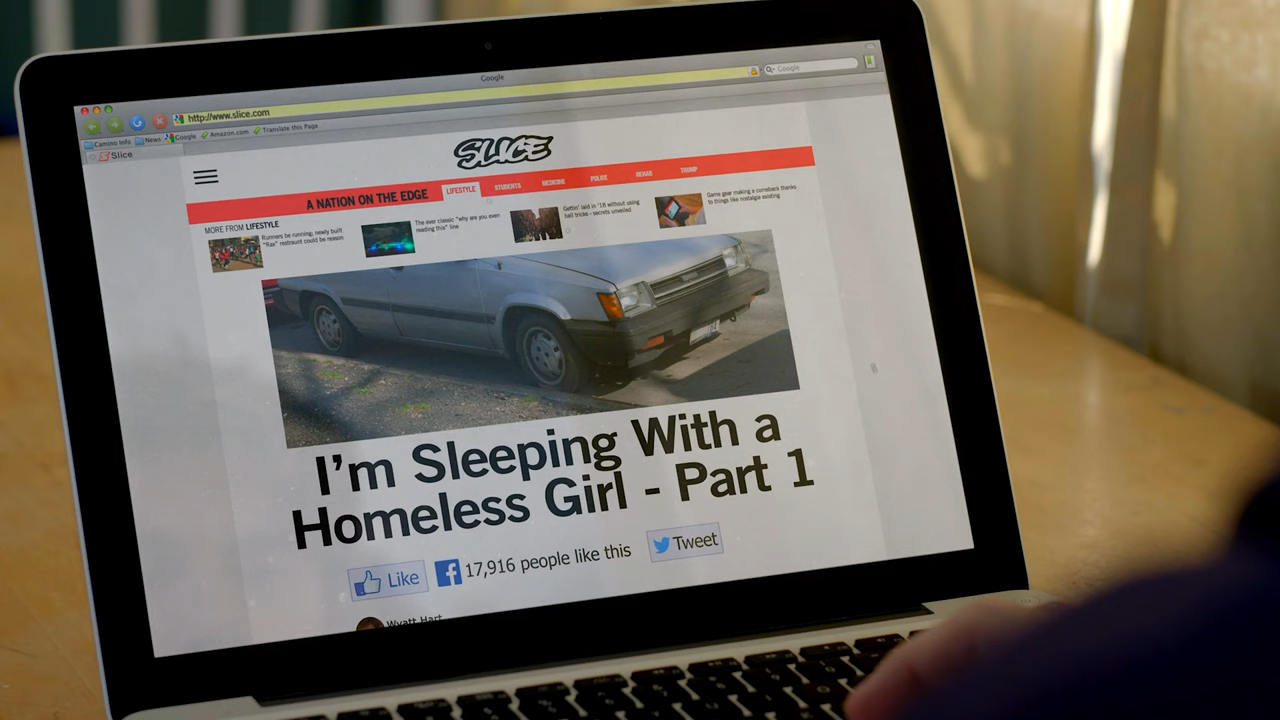 Google
http://www.slice.com
Google
Camino Info News Google Amazon.com Translate this Page
Slice
SLICE
A NATION ON THE EDGE LIFESTYLE STUDENTS MEDICINE POLICE REHAB TRUMP
MORE FROM LIFESTYLE
Runners be running, newly built
"Rax" restraunt could be reason
The ever classic "why are you even
reading this" line
Gettin' laid in '18 without using
ball tricks - secrets unveiled
Game gear making a comeback thanks
to things like nostalgia existing
I'm Sleeping With a
Homeless Girl - Part 1
Like 17,916 people like this Tweet
Wyatt Hart